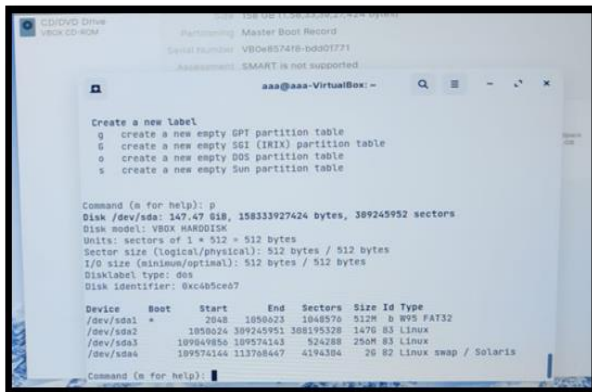 CD/DVD Drive
VBOX CD-ROM
Partitioning Master Boot Record
Serial Number VB0e8574f8-bdd01771
Assessment SMART is not supported
aaa@aaa-VirtualBox: ~
Create a new label
g create a new empty GPT partition table
G create a new empty SGI (IRIX) partition table
o create a new empty DOS partition table
s create a new empty Sun partition table
Command (m for help): p
Disk /dev/sda: 147.47 GiB, 158333927424 bytes, 309245952 sectors
Disk model: VBOX HARDDISK
Units: sectors of 1 * 512 = 512 bytes
Sector size (logical/physical): 512 bytes / 512 bytes
I/O size (minimum/optimal): 512 bytes / 512 bytes
Disklabel type: dos
Disk identifier: 0xc4b5ce67
Device Boot Start End Sectors Size Id Type
/dev/sda1 * 2048 1050623 1048576 512M b W95 FAT32
/dev/sda2 1050624 309245951 308195328 147G 83 Linux
/dev/sda3 109049856 109574143 524288 256M 83 Linux
/dev/sda4 109574144 113768447 4194304 2G 82 Linux swap / Solaris
Command (m for help):